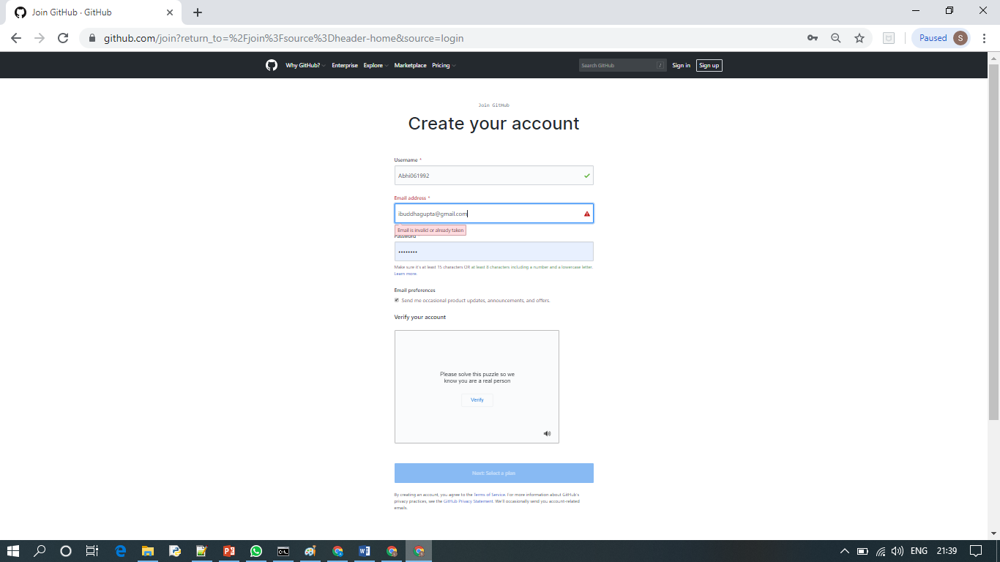 Join GitHub · GitHub
github.com/join?return_to=%2Fjoin%3Fsource%3Dheader-home&source=login
Paused S
Why GitHub? Enterprise Explore Marketplace Pricing
Search GitHub / Sign in Sign up
Join GitHub
Create your account
Username *
Abhi061992
Email address *
ibuddhagupta@gmail.com
Email is invalid or already taken
Password
Make sure it's at least 15 characters OR at least 8 characters including a number and a lowercase letter.
Learn more.
Email preferences
Send me occasional product updates, announcements, and offers.
Verify your account
Please solve this puzzle so we
know you are a real person
Verify
Next: Select a plan
By creating an account, you agree to the Terms of Service. For more information about GitHub's
privacy practices, see the GitHub Privacy Statement. We'll occasionally send you account-related
emails.
ENG 21:39